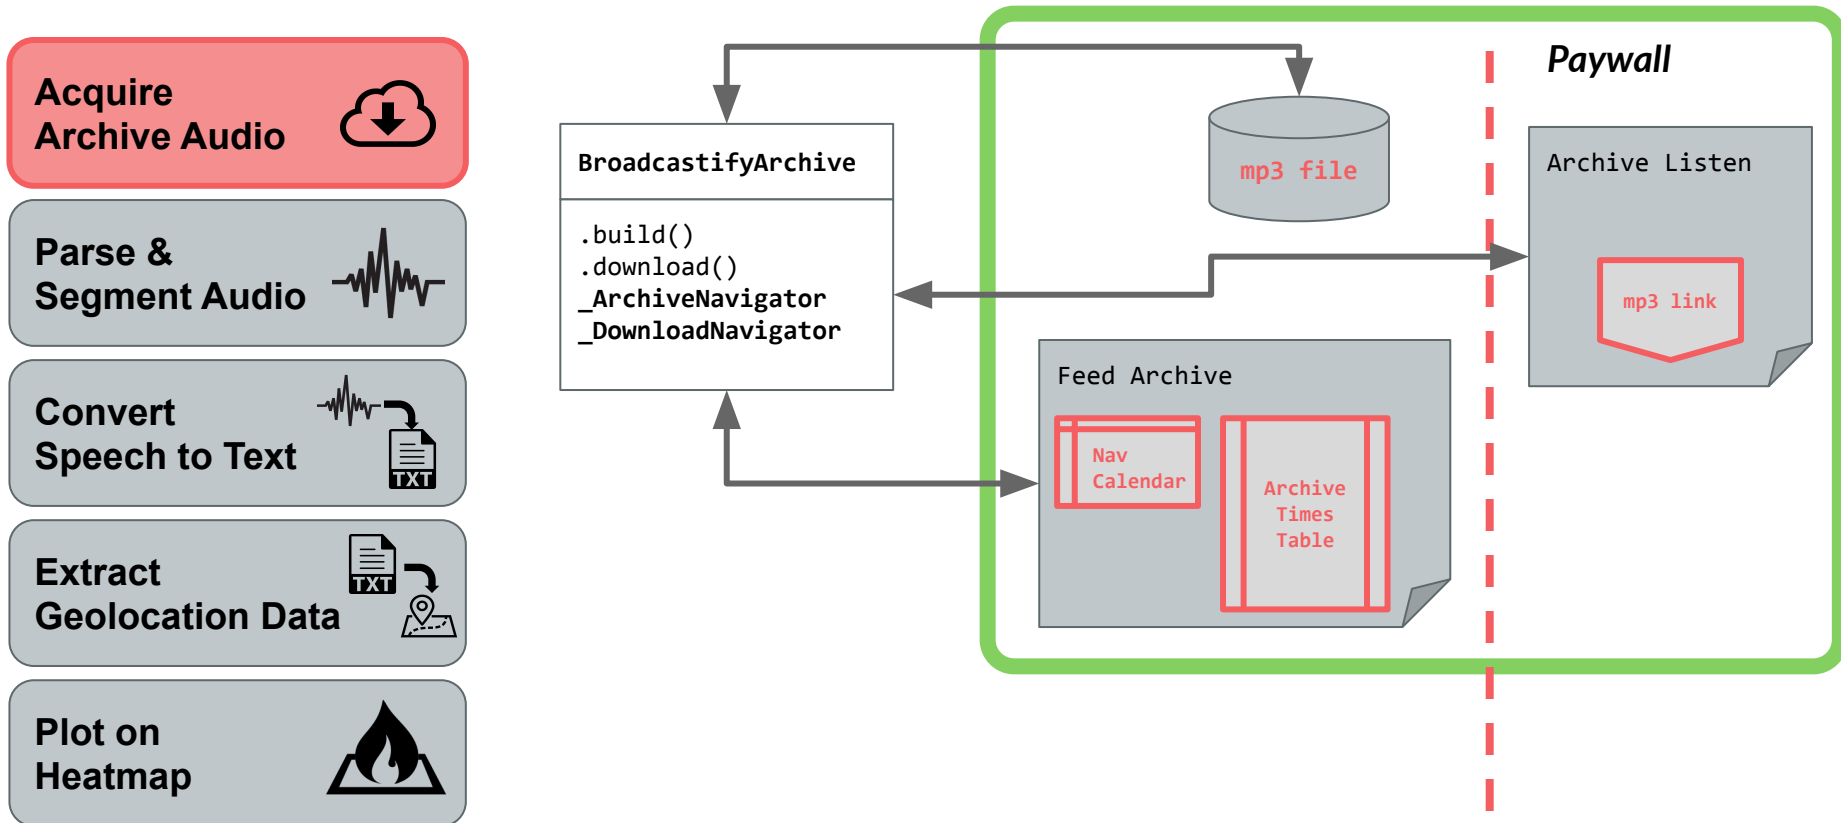 Acquire
Archive Audio
Parse &
Segment Audio
Convert
Speech to Text
TXT
Extract
Geolocation Data
TXT
Plot on
Heatmap
BroadcastifyArchive
.build()
.download()
_ArchiveNavigator
_DownloadNavigator
mp3 file
Paywall
Archive Listen
mp3 link
Feed Archive
Nav
Calendar
Archive
Times
Table